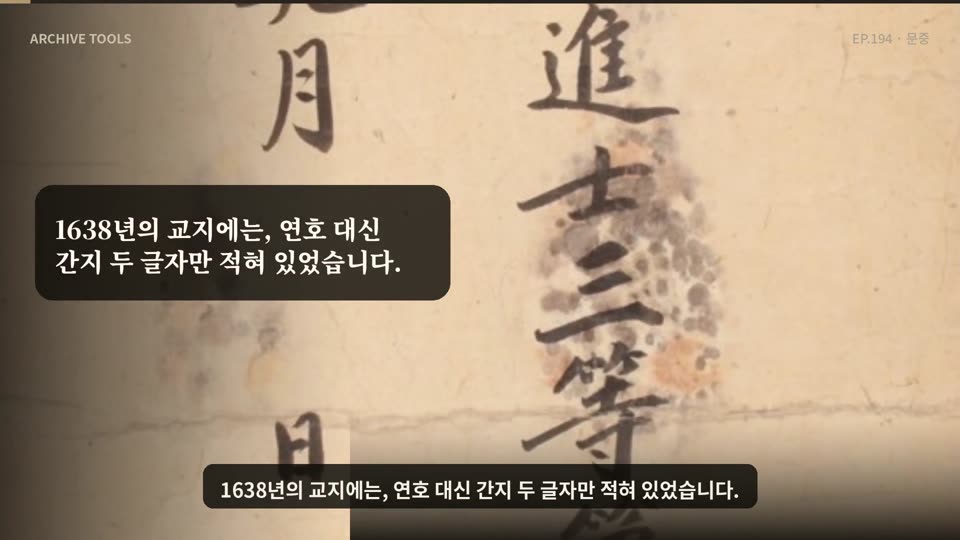 ARCHIVE TOOLS
EP.194 · 문중
進士三等
月
日
1638년의 교지에는, 연호 대신
간지 두 글자만 적혀 있었습니다.
1638년의 교지에는, 연호 대신 간지 두 글자만 적혀 있었습니다.